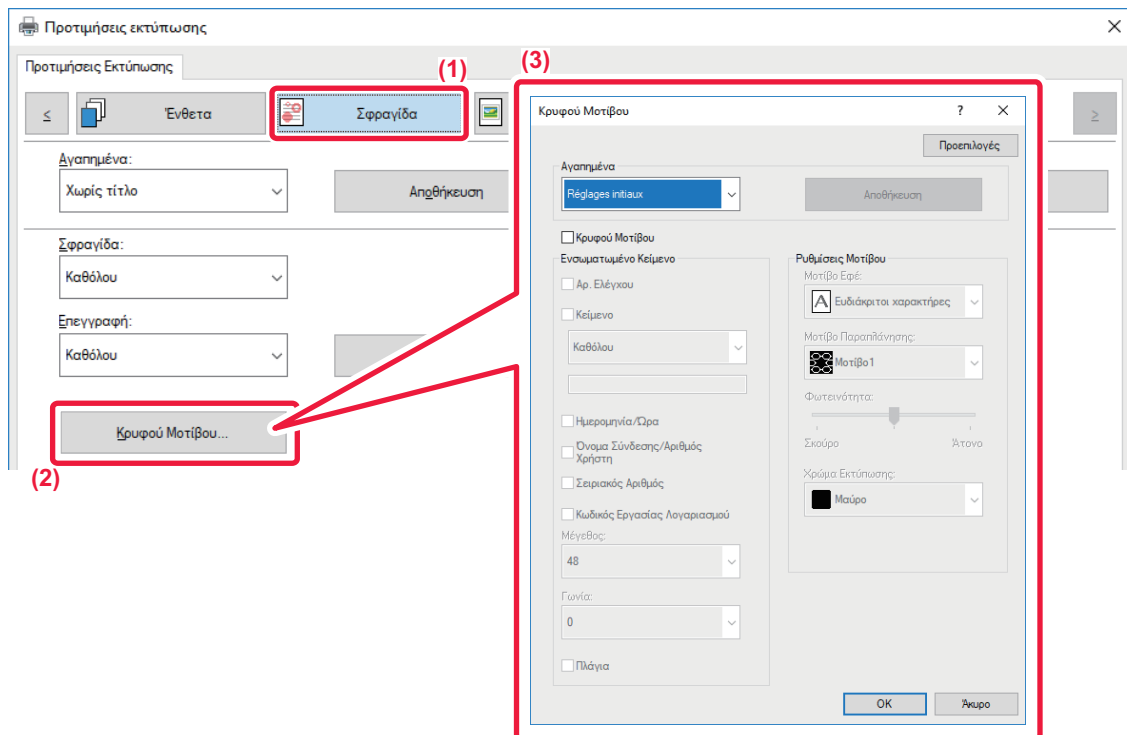 Προτιμήσεις εκτύπωσης
Προτιμήσεις Εκτύπωσης
(1)
<
Ένθετα
Σφραγίδα
>
Αγαπημένα:
Χωρίς τίτλο
Αποθήκευση
Σφραγίδα:
Καθόλου
Επεγγραφή:
Καθόλου
Κρυφού Μοτίβου...
(2)
(3)
Κρυφού Μοτίβου
?
Προεπιλογές
Αγαπημένα
Réglages initiaux
Αποθήκευση
Κρυφού Μοτίβου
Ενσωματωμένο Κείμενο
Αρ. Ελέγχου
Κείμενο
Καθόλου
Ημερομηνία/Ώρα
Όνομα Σύνδεσης/Αριθμός
Χρήστη
Σειριακός Αριθμός
Κωδικός Εργασίας Λογαριασμού
Μέγεθος:
48
Γωνία:
0
Πλάγια
Ρυθμίσεις Μοτίβου
Μοτίβο Εφέ:
A Ευδιάκριτοι χαρακτήρες
Μοτίβο Παραπλάνησης:
Μοτίβο1
Φωτεινότητα:
Σκούρο Άτονο
Χρώμα Εκτύπωσης:
Μαύρο
OK
Άκυρο